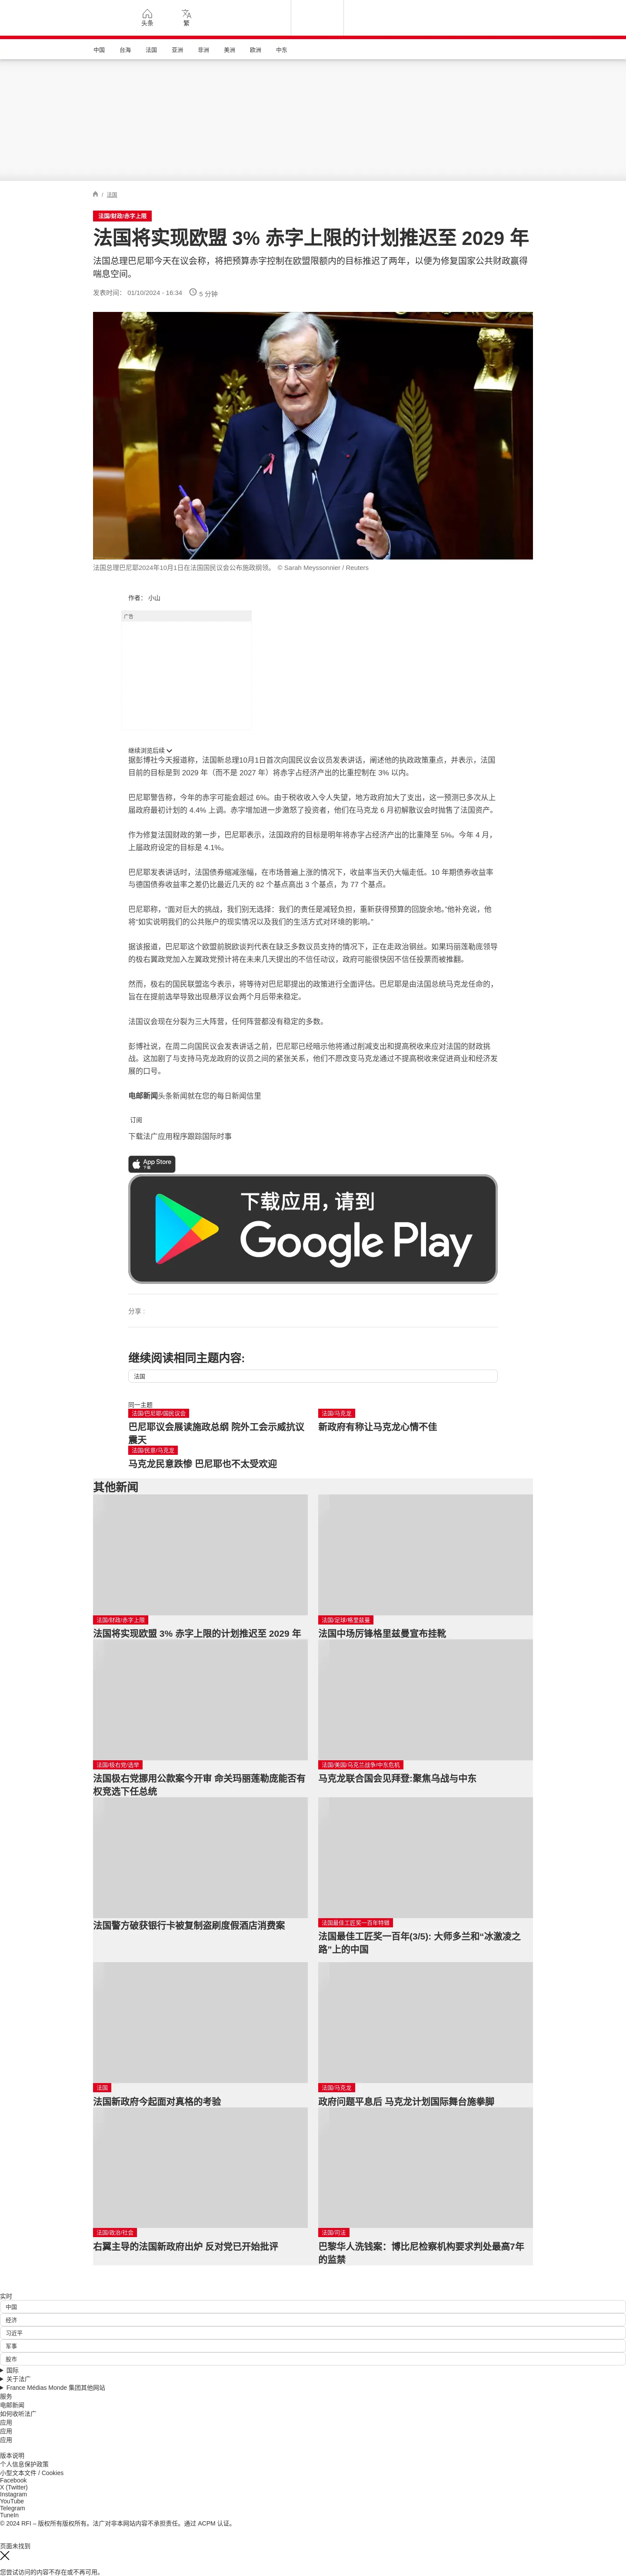 头条
繁
中国
台海
法国
亚洲
非洲
美洲
欧洲
中东
/ 法国
法国/财政/赤字上限
法国将实现欧盟 3% 赤字上限的计划推迟至 2029 年
法国总理巴尼耶今天在议会称，将把预算赤字控制在欧盟限额内的目标推迟了两年，以便为修复国家公共财政赢得
喘息空间。
发表时间： 01/10/2024 - 16:34 5 分钟
法国总理巴尼耶2024年10月1日在法国国民议会公布施政纲领。 © Sarah Meyssonnier / Reuters
作者： 小山
广告
继续浏览后续
据彭博社今天报道称，法国新总理10月1日首次向国民议会议员发表讲话，阐述他的执政政策重点，并表示，法国
目前的目标是到 2029 年（而不是 2027 年）将赤字占经济产出的比重控制在 3% 以内。
巴尼耶警告称，今年的赤字可能会超过 6%。由于税收收入令人失望，地方政府加大了支出，这一预测已多次从上
届政府最初计划的 4.4% 上调。赤字增加进一步激怒了投资者，他们在马克龙 6 月初解散议会时抛售了法国资产。
作为修复法国财政的第一步，巴尼耶表示，法国政府的目标是明年将赤字占经济产出的比重降至 5%。今年 4 月，
上届政府设定的目标是 4.1%。
巴尼耶发表讲话时，法国债券缩减涨幅，在市场普遍上涨的情况下，收益率当天仍大幅走低。10 年期债券收益率
与德国债券收益率之差仍比最近几天的 82 个基点高出 3 个基点，为 77 个基点。
巴尼耶称，“面对巨大的挑战，我们别无选择：我们的责任是减轻负担，重新获得预算的回旋余地。”他补充说，他
将“如实说明我们的公共账户的现实情况以及我们的生活方式对环境的影响。”
据该报道，巴尼耶这个欧盟前脱欧谈判代表在缺乏多数议员支持的情况下，正在走政治钢丝。如果玛丽莲勒庞领导
的极右翼政党加入左翼政党预计将在未来几天提出的不信任动议，政府可能很快因不信任投票而被推翻。
然而，极右的国民联盟迄今表示，将等待对巴尼耶提出的政策进行全面评估。巴尼耶是由法国总统马克龙任命的，
旨在在提前选举导致出现悬浮议会两个月后带来稳定。
法国议会现在分裂为三大阵营，任何阵营都没有稳定的多数。
彭博社说，在周二向国民议会发表讲话之前，巴尼耶已经暗示他将通过削减支出和提高税收来应对法国的财政挑
战。这加剧了与支持马克龙政府的议员之间的紧张关系，他们不愿改变马克龙通过不提高税收来促进商业和经济发
展的口号。
电邮新闻头条新闻就在您的每日新闻信里
订阅
下载法广应用程序跟踪国际时事
App Store
下载
下载应用，请到
Google Play
分享 :
继续阅读相同主题内容:
法国
同一主题
法国/巴尼耶/国民议会
巴尼耶议会展读施政总纲 院外工会示威抗议
震天
法国/马克龙
新政府有称让马克龙心情不佳
法国/民意/马克龙
马克龙民意跌惨 巴尼耶也不太受欢迎
其他新闻
法国/财政/赤字上限
法国将实现欧盟 3% 赤字上限的计划推迟至 2029 年
法国/足球/格里兹曼
法国中场厉锋格里兹曼宣布挂靴
法国/极右党/选举
法国极右党挪用公款案今开审 命关玛丽莲勒庞能否有
权竞选下任总统
法国/美国/乌克兰战争/中东危机
马克龙联合国会见拜登:聚焦乌战与中东
法国警方破获银行卡被复制盗刷度假酒店消费案
法国最佳工匠奖一百年特辑
法国最佳工匠奖一百年(3/5): 大师多兰和“冰激凌之
路”上的中国
法国
法国新政府今起面对真格的考验
法国/马克龙
政府问题平息后 马克龙计划国际舞台施拳脚
法国/政治/社会
右翼主导的法国新政府出炉 反对党已开始批评
法国/司法
巴黎华人洗钱案：博比尼检察机构要求判处最高7年
的监禁
实时
中国
经济
习近平
军事
股市
国际
关于法广
France Médias Monde 集团其他网站
服务
电邮新闻
如何收听法广
应用
应用
应用
版本说明
个人信息保护政策
小型文本文件 / Cookies
Facebook
X (Twitter)
Instagram
YouTube
Telegram
TuneIn
© 2024 RFI – 版权所有版权所有。法广对非本网站内容不承担责任。通过 ACPM 认证。
页面未找到
您尝试访问的内容不存在或不再可用。